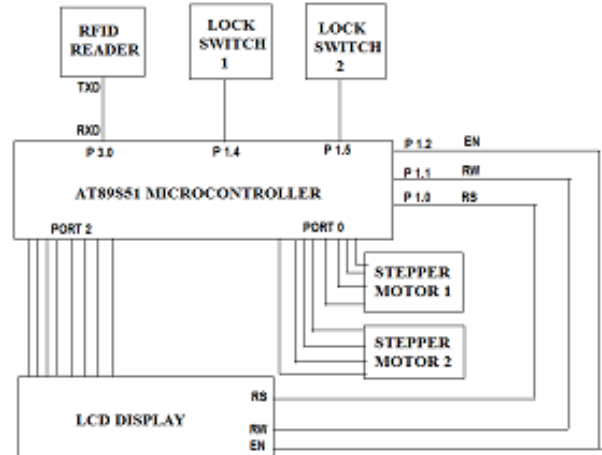 RFID
READER
LOCK
SWITCH
1
LOCK
SWITCH
2
TXD
RXD
P 3.0
P 1.4
P 1.5
P 1.2 EN
P 1.1 RW
P 1.0 RS
AT89S51 MICROCONTROLLER
PORT 2
PORT 0
STEPPER
MOTOR 1
STEPPER
MOTOR 2
LCD DISPLAY
RS
RW
EN